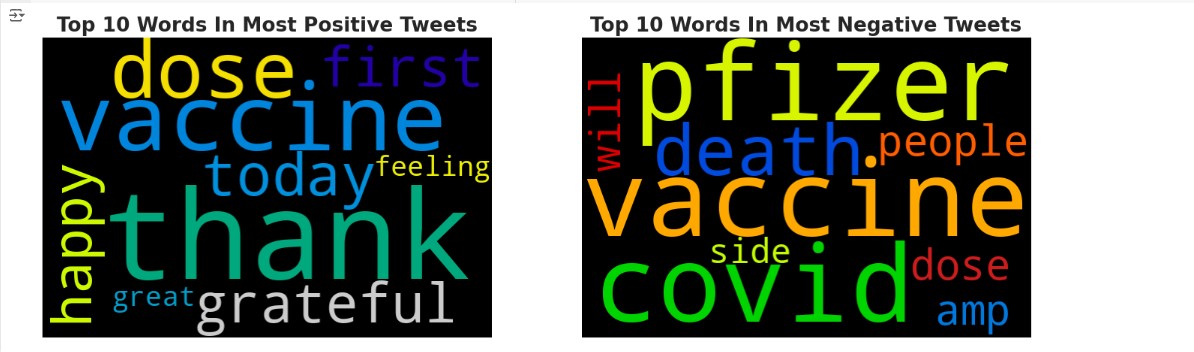 Top 10 Words In Most Positive Tweets
dose
first
vaccine
today
feeling
happy
thank
great
grateful
Top 10 Words In Most Negative Tweets
will
pfizer
death
people
vaccine
side
covid
dose
amp